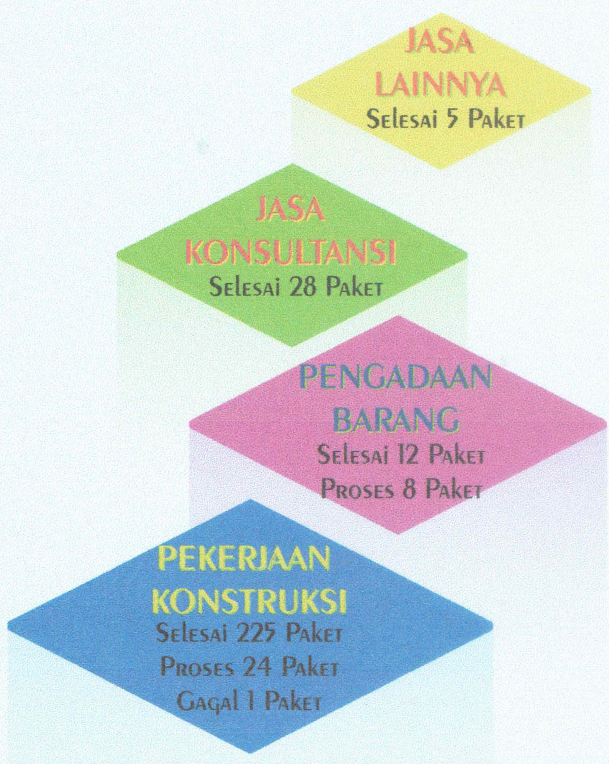 JASA
LAINNYA
Selesai 5 Paket
JASA
KONSULTANSI
Selesai 28 Paket
PENGADAAN
BARANG
Selesai 12 Paket
Proses 8 Paket
PEKERJAAN
KONSTRUKSI
Selesai 225 Paket
Proses 24 Paket
Gagal 1 Paket